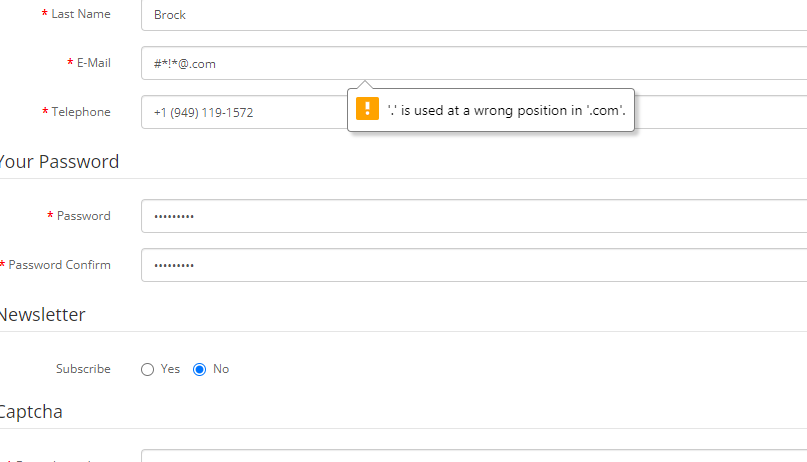 * Last Name Brock
* E-Mail #*!*@.com
'.' is used at a wrong position in '.com'.
* Telephone +1 (949) 119-1572
Your Password
* Password •••••••••
* Password Confirm •••••••••
Newsletter
Subscribe Yes No
Captcha